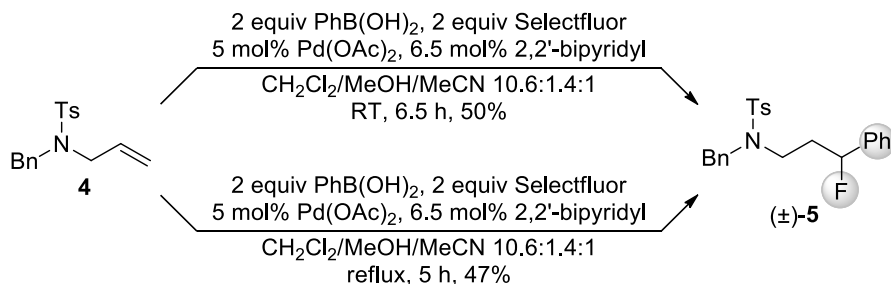 2 equiv PhB(OH)₂, 2 equiv Selectfluor
5 mol% Pd(OAc)₂, 6.5 mol% 2,2'-bipyridyl
CH₂Cl₂/MeOH/MeCN 10.6:1.4:1
RT, 6.5 h, 50%
Ts
N
Bn
4
Ts
N
Bn
Ph
F
(±)-5
2 equiv PhB(OH)₂, 2 equiv Selectfluor
5 mol% Pd(OAc)₂, 6.5 mol% 2,2'-bipyridyl
CH₂Cl₂/MeOH/MeCN 10.6:1.4:1
reflux, 5 h, 47%